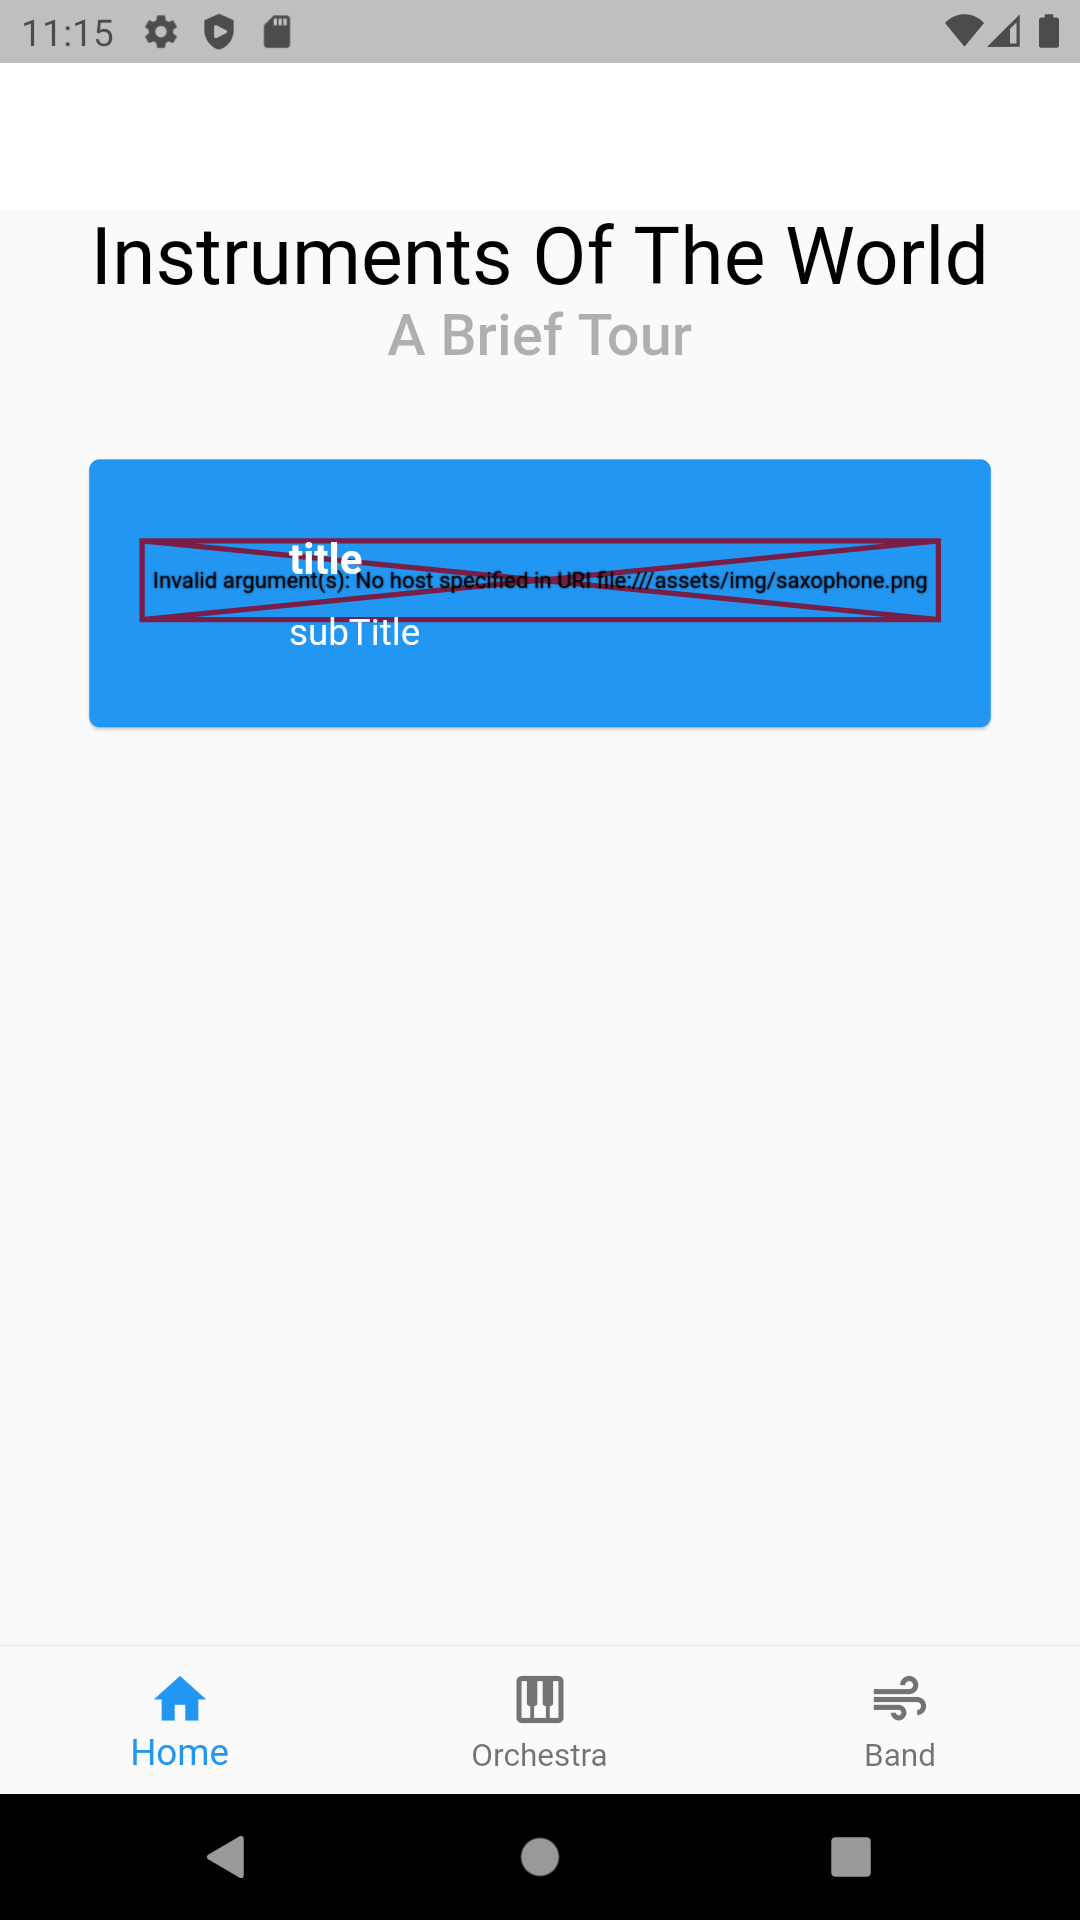 11:15
Instruments Of The World
A Brief Tour
title
Invalid argument(s): No host specified in URI file:///assets/img/saxophone.png
subTitle
Home
Orchestra
Band